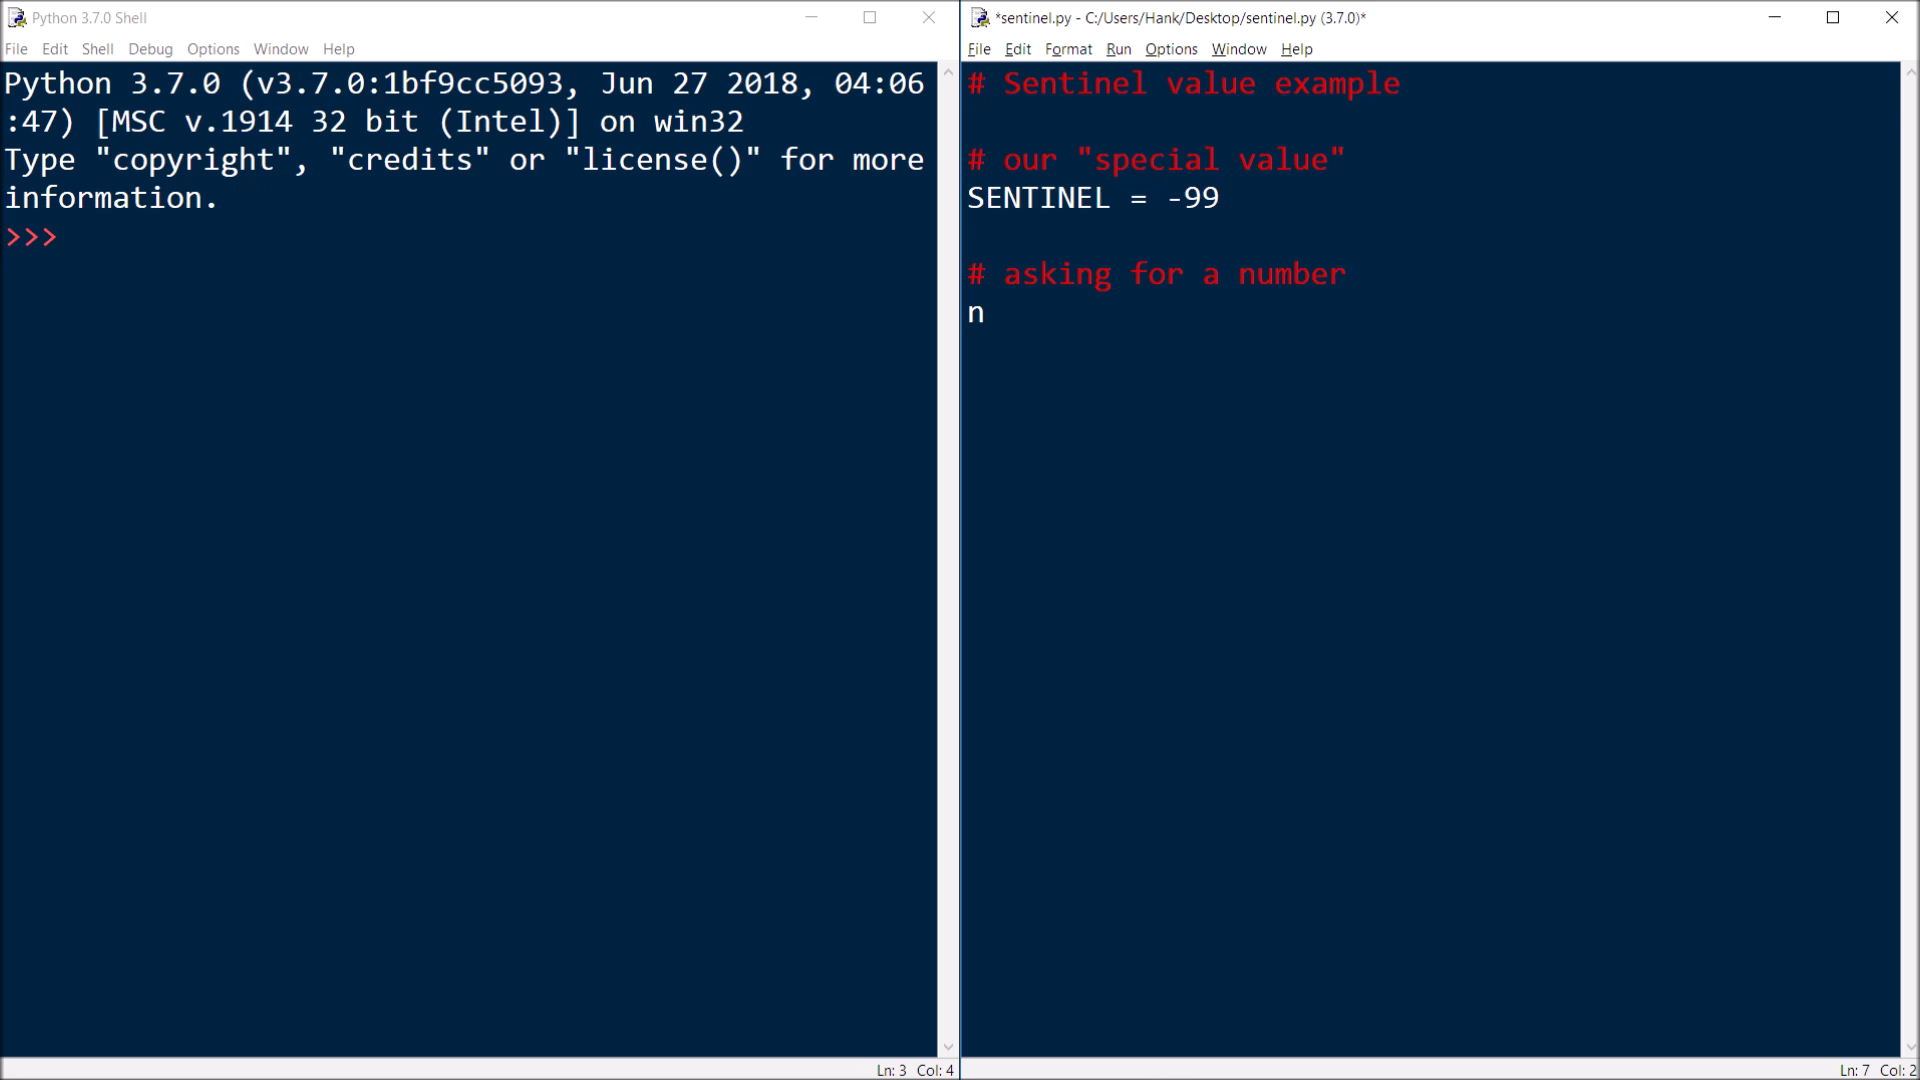 Python 3.7.0 Shell
File Edit Shell Debug Options Window Help
Python 3.7.0 (v3.7.0:1bf9cc5093, Jun 27 2018, 04:06
:47) [MSC v.1914 32 bit (Intel)] on win32
Type "copyright", "credits" or "license()" for more
information.
>>>
Ln: 3 Col: 4
*sentinel.py - C:/Users/Hank/Desktop/sentinel.py (3.7.0)*
File Edit Format Run Options Window Help
# Sentinel value example
# our "special value"
SENTINEL = -99
# asking for a number
n
Ln: 7 Col: 2